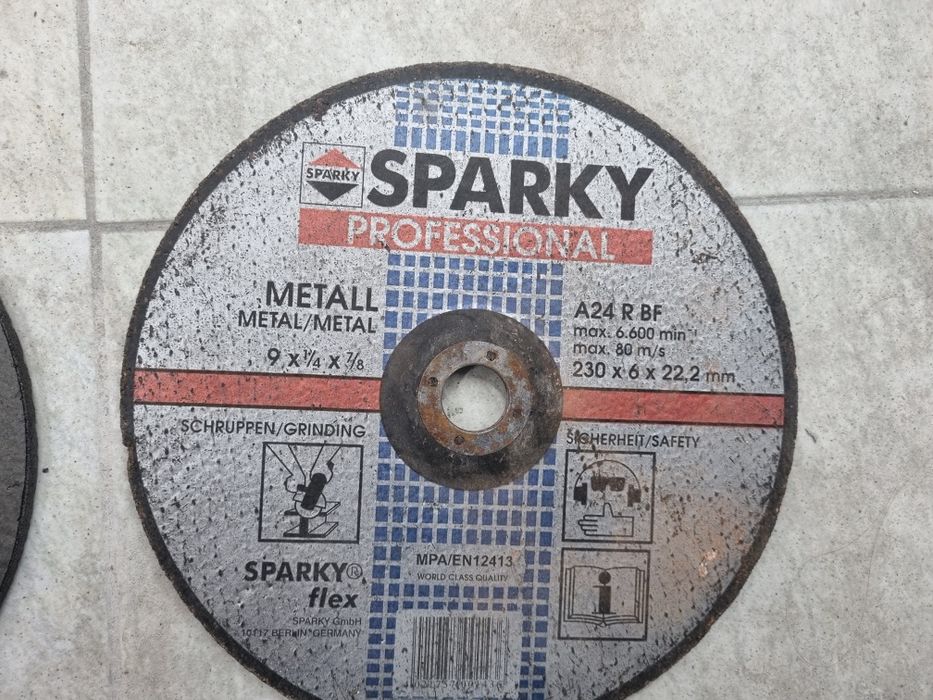 SPARKY
SPARKY
PROFESSIONAL
METALL
METAL/METAL
9 x 1/4 x 7/8
A24 R BF
max. 6.600 min
max. 80 m/s
230 x 6 x 22,2 mm
SCHRUPPEN/GRINDING
SICHERHEIT/SAFETY
MPA/EN12413
WORLD CLASS QUALITY
SPARKY®
flex
SPARKY GmbH
10117 BERLIN*GERMANY